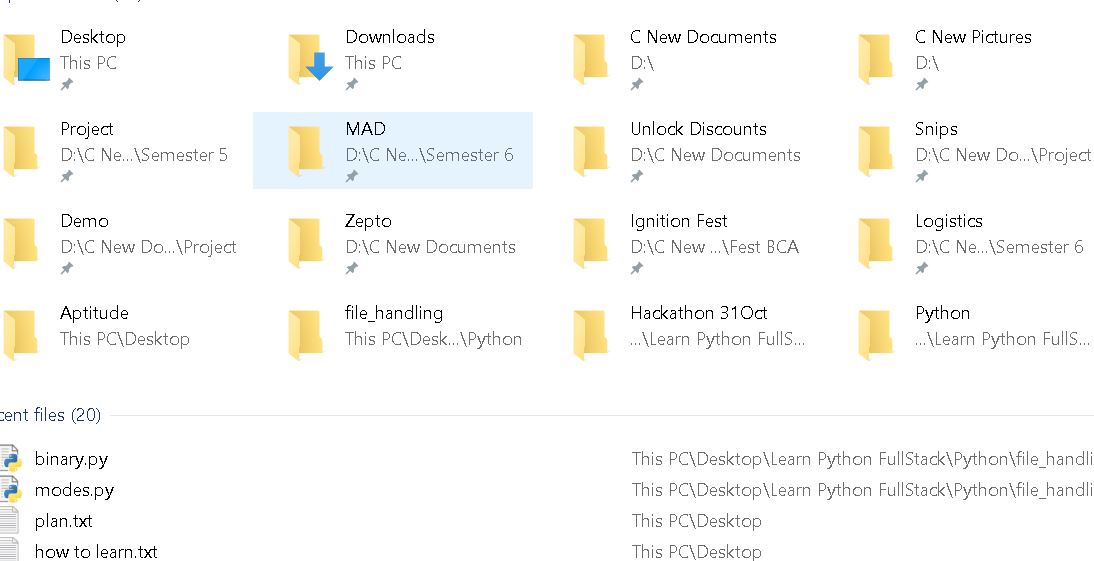 Desktop
This PC
Downloads
This PC
C New Documents
D:\
C New Pictures
D:\
Project
D:\C Ne...\Semester 5
MAD
D:\C Ne...\Semester 6
Unlock Discounts
D:\C New Documents
Snips
D:\C New Do...\Project
Demo
D:\C New Do...\Project
Zepto
D:\C New Documents
Ignition Fest
D:\C New ...\Fest BCA
Logistics
D:\C Ne...\Semester 6
Aptitude
This PC\Desktop
file_handling
This PC\Desk...\Python
Hackathon 31Oct
...\Learn Python FullS...
Python
...\Learn Python FullS...
cent files (20)
binary.py This PC\Desktop\Learn Python FullStack\Python\file_handli
modes.py This PC\Desktop\Learn Python FullStack\Python\file_handli
plan.txt This PC\Desktop
how to learn.txt This PC\Desktop